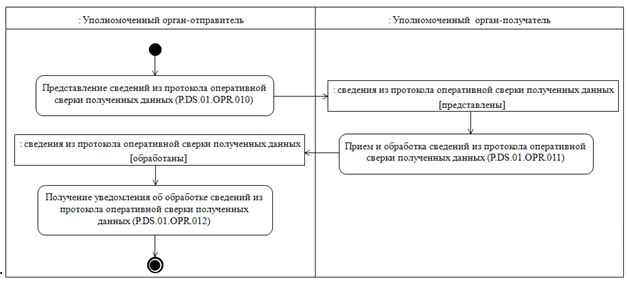 : Уполномоченный орган-отправитель
: Уполномоченный орган-получатель
Представление сведений из протокола оперативной
сверки полученных данных (P.DS.01.OPR.010)
: сведения из протокола оперативной сверки полученных данных
[представлены]
: сведения из протокола оперативной сверки полученных данных
[обработаны]
Прием и обработка сведений из протокола оперативной
сверки полученных данных (P.DS.01.OPR.011)
Получение уведомления об обработке сведений из
протокола оперативной сверки полученных
данных (P.DS.01.OPR.012)
.